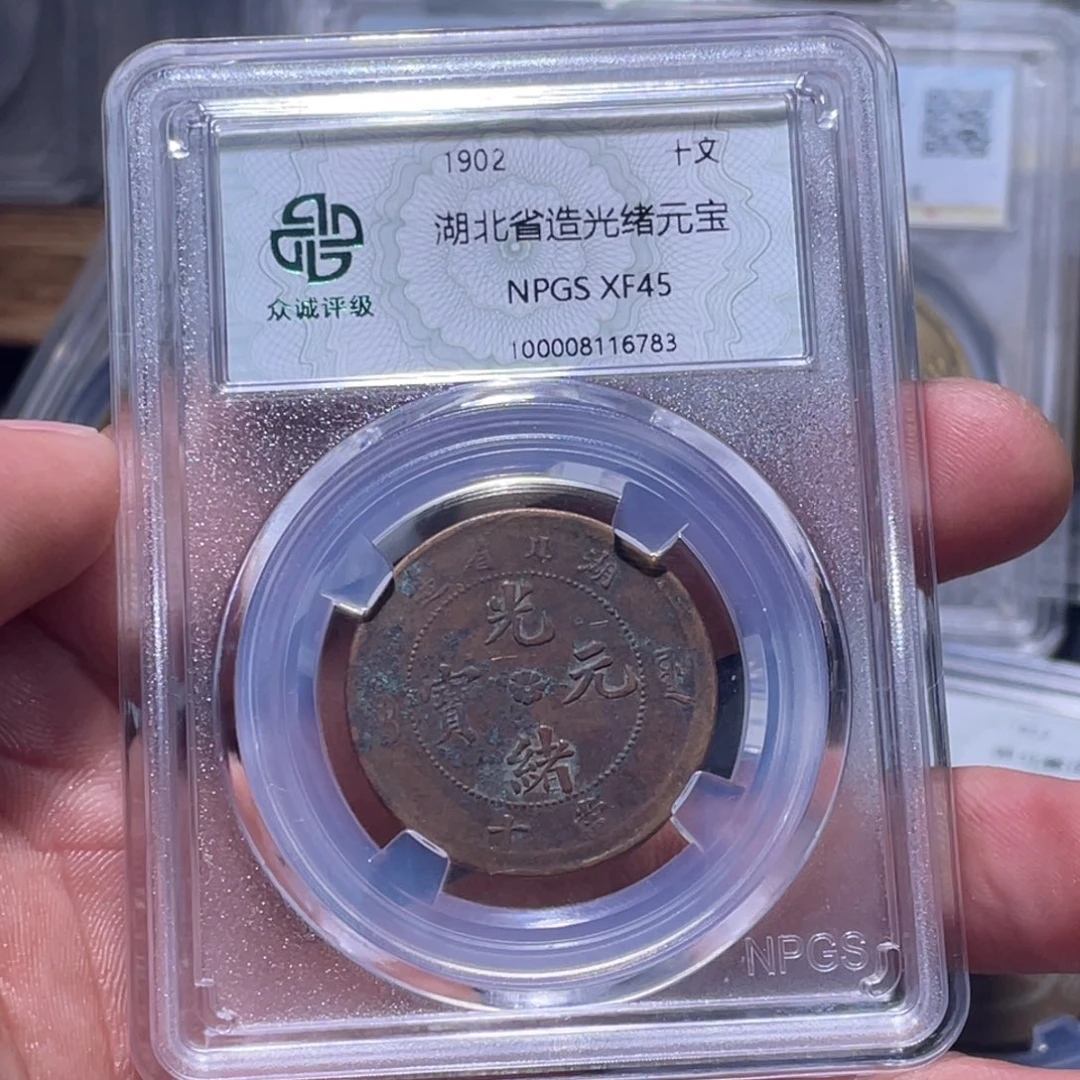 1902 十文
湖北省造光绪元宝
NPGS XF45
众诚评级
100008116783
湖北省造
光
元
寶
緒
當十
NPGS